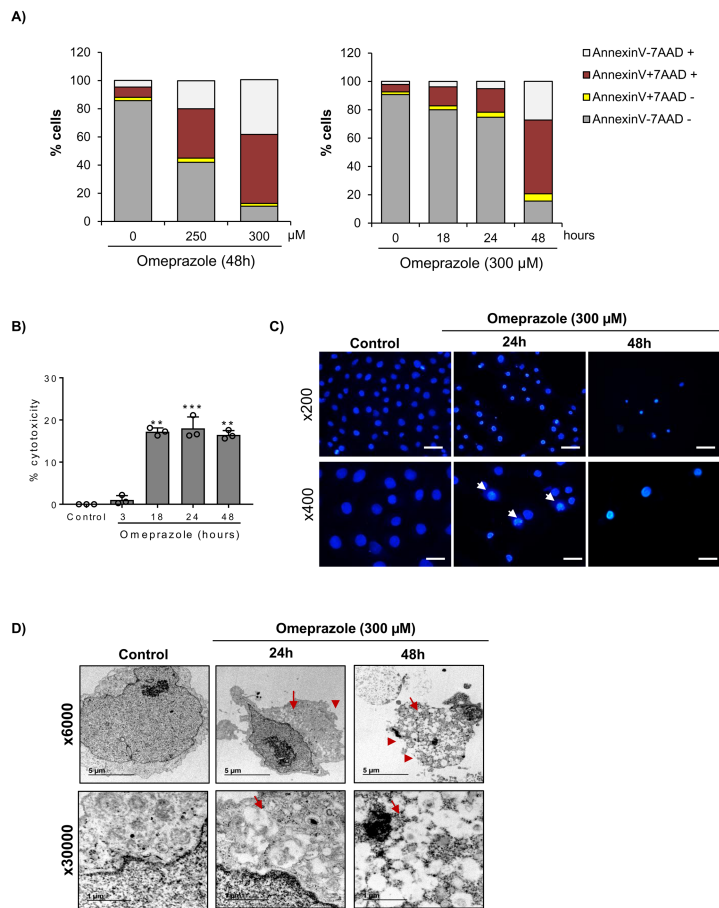 A)
120
100
80
60
40
20
0
% cells
0 250 300 µM
Omeprazole (48h)
120
100
80
60
40
20
0
% cells
0 18 24 48 hours
Omeprazole (300 µM)
AnnexinV-7AAD +
AnnexinV+7AAD +
AnnexinV+7AAD -
AnnexinV-7AAD -
B)
30
20
10
0
% cytotoxicity
** *** **
Control 3 18 24 48
Omeprazole (hours)
C)
Omeprazole (300 µM)
Control 24h 48h
x200
x400
D)
Omeprazole (300 µM)
Control 24h 48h
x6000
5 µm 5 µm 5 µm
x30000
1 µm 1 µm 1 µm